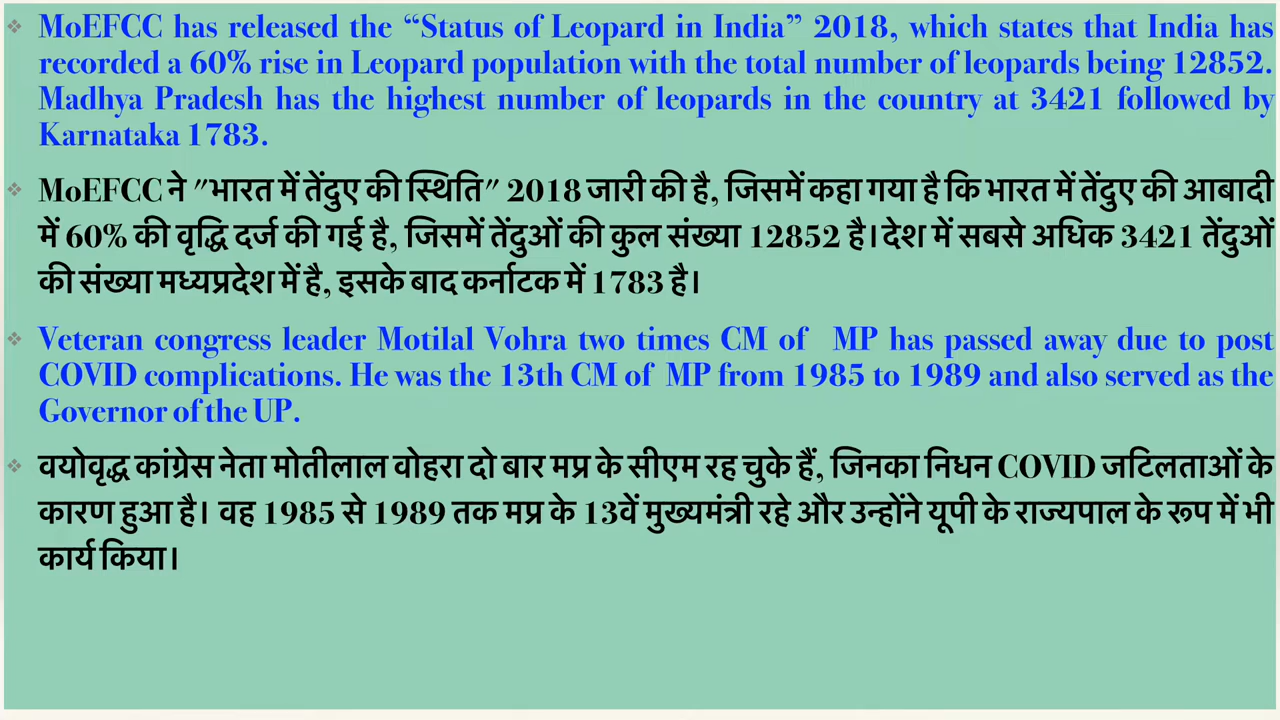 MoEFCC has released the “Status of Leopard in India” 2018, which states that India has
recorded a 60% rise in Leopard population with the total number of leopards being 12852.
Madhya Pradesh has the highest number of leopards in the country at 3421 followed by
Karnataka 1783.
MoEFCC ने "भारत में तेंदुए की स्थिति" 2018 जारी की है, जिसमें कहा गया है कि भारत में तेंदुए की आबादी
में 60% की वृद्धि दर्ज की गई है, जिसमें तेंदुओं की कुल संख्या 12852 है। देश में सबसे अधिक 3421 तेंदुओं
की संख्या मध्यप्रदेश में है, इसके बाद कर्नाटक में 1783 है।
Veteran congress leader Motilal Vohra two times CM of MP has passed away due to post
COVID complications. He was the 13th CM of MP from 1985 to 1989 and also served as the
Governor of the UP.
वयोवृद्ध कांग्रेस नेता मोतीलाल वोहरा दो बार मप्र के सीएम रह चुके हैं, जिनका निधन COVID जटिलताओं के
कारण हुआ है। वह 1985 से 1989 तक मप्र के 13वें मुख्यमंत्री रहे और उन्होंने यूपी के राज्यपाल के रूप में भी
कार्य किया।